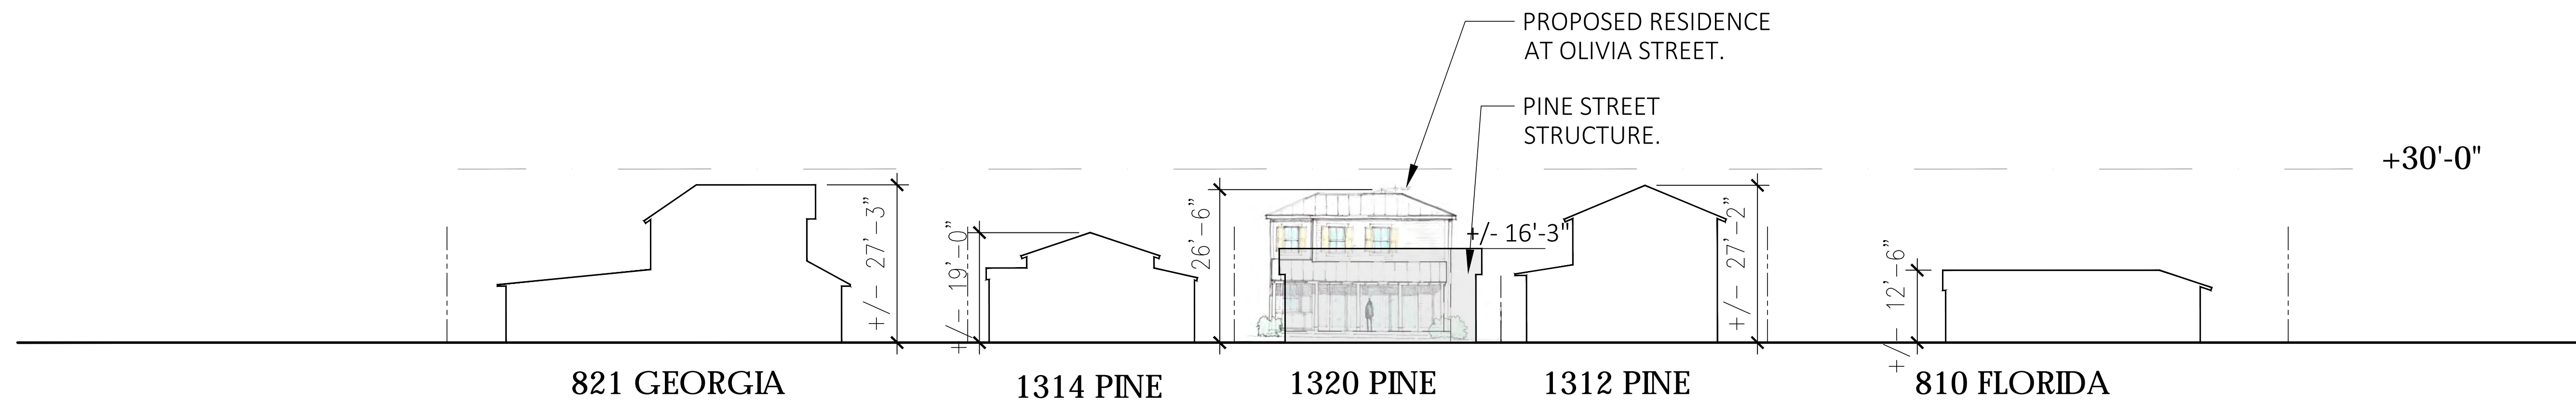 PROPOSED RESIDENCE
AT OLIVIA STREET.
PINE STREET
STRUCTURE.
+30'-0"
+/- 27'-3"
+/- 19'-0"
26'-6"
+/- 16'-3"
+/- 27'-2"
+/- 12'-6"
821 GEORGIA
1314 PINE
1320 PINE
1312 PINE
810 FLORIDA